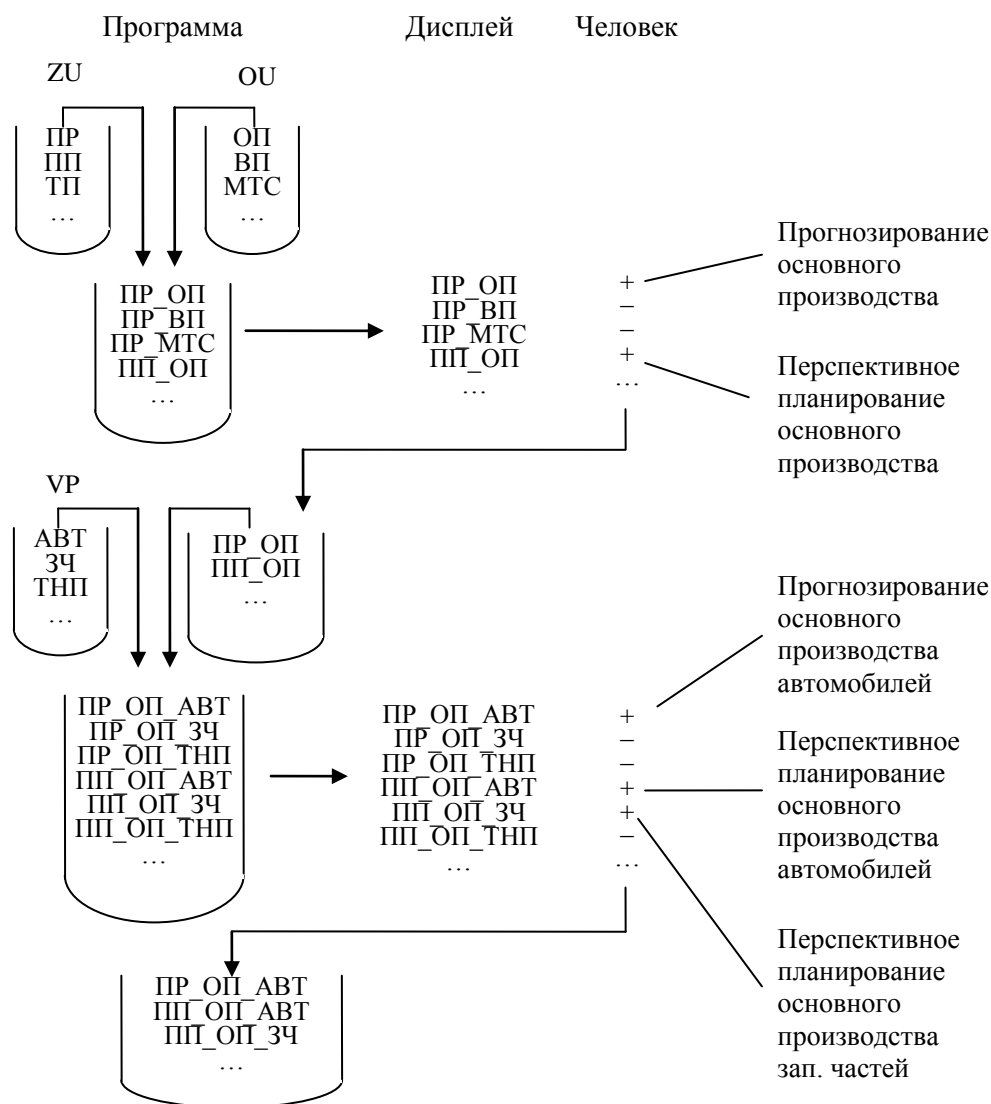 Программа Дисплей Человек
ZU OU
ПР
ПП
ТП
…
ОП
ВП
МТС
…
ПР_ОП
ПР_ВП
ПР_МТС
ПП_ОП
…
ПР_ОП
ПР_ВП
ПР_МТС
ПП_ОП
…
+
–
–
+
…
Прогнозирование
основного
производства
Перспективное
планирование
основного
производства
VP
АВТ
ЗЧ
ТНП
…
ПР_ОП
ПП_ОП
…
ПР_ОП_АВТ
ПР_ОП_ЗЧ
ПР_ОП_ТНП
ПП_ОП_АВТ
ПП_ОП_ЗЧ
ПП_ОП_ТНП
…
ПР_ОП_АВТ
ПР_ОП_ЗЧ
ПР_ОП_ТНП
ПП_ОП_АВТ
ПП_ОП_ЗЧ
ПП_ОП_ТНП
…
+
–
–
+
+
–
…
Прогнозирование
основного
производства
автомобилей
Перспективное
планирование
основного
производства
автомобилей
Перспективное
планирование
основного
производства
зап. частей
ПР_ОП_АВТ
ПП_ОП_АВТ
ПП_ОП_ЗЧ
…